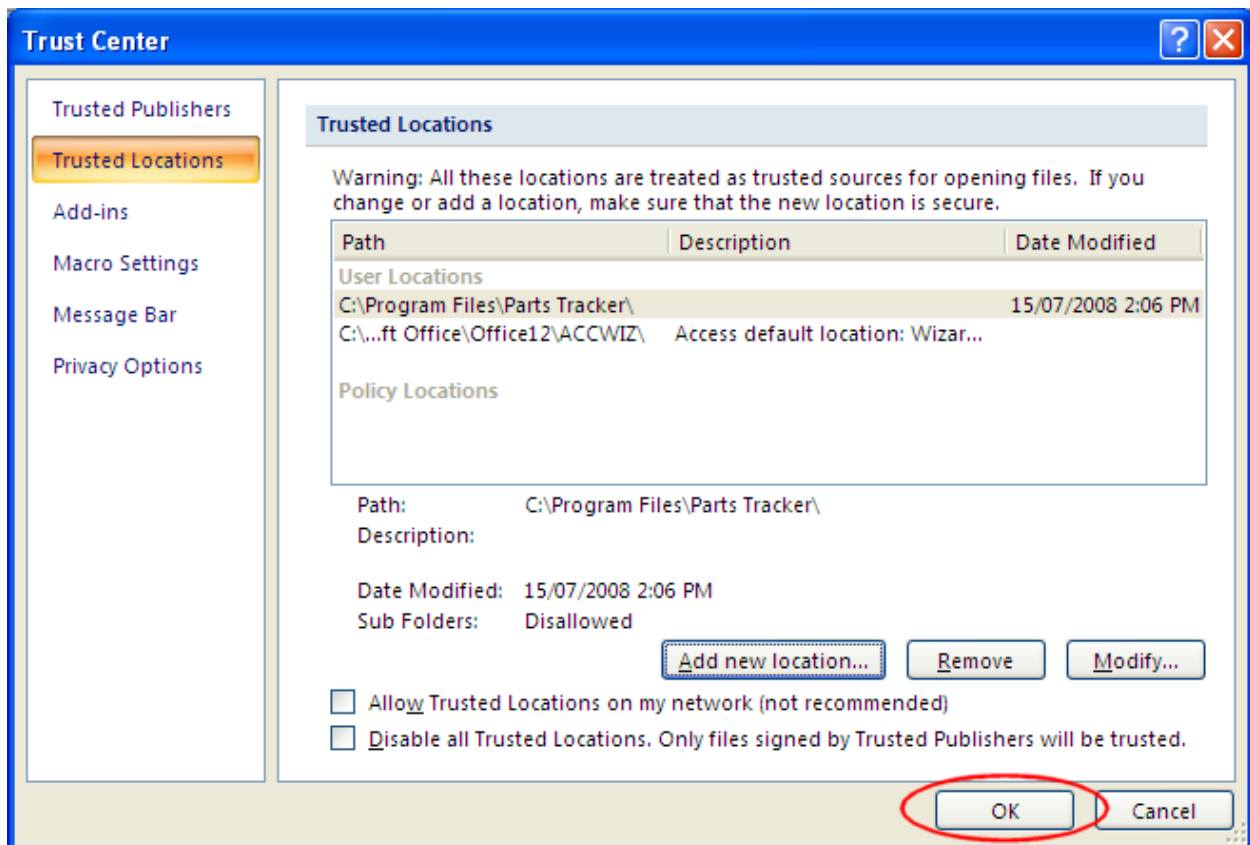 Trust Center
Trusted Publishers
Trusted Locations
Add-ins
Macro Settings
Message Bar
Privacy Options
Trusted Locations
Warning: All these locations are treated as trusted sources for opening files. If you
change or add a location, make sure that the new location is secure.
Path Description Date Modified
User Locations
C:\Program Files\Parts Tracker\ 15/07/2008 2:06 PM
C:\...ft Office\Office12\ACCWIZ\ Access default location: Wizar...
Policy Locations
Path: C:\Program Files\Parts Tracker\
Description:
Date Modified: 15/07/2008 2:06 PM
Sub Folders: Disallowed
Add new location... Remove Modify...
Allow Trusted Locations on my network (not recommended)
Disable all Trusted Locations. Only files signed by Trusted Publishers will be trusted.
OK Cancel